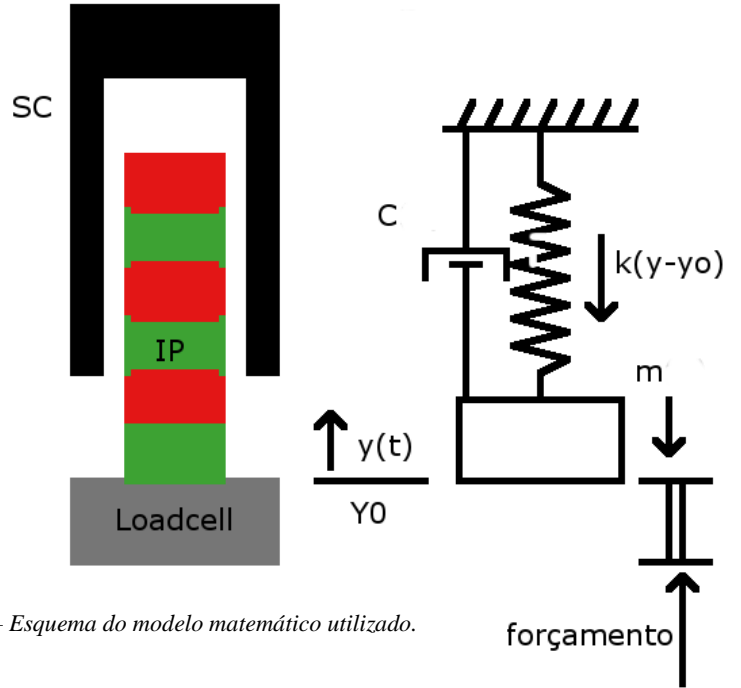 SC
IP
Loadcell
y(t)
Y0
C
k(y-yo)
m
forçamento
- Esquema do modelo matemático utilizado.